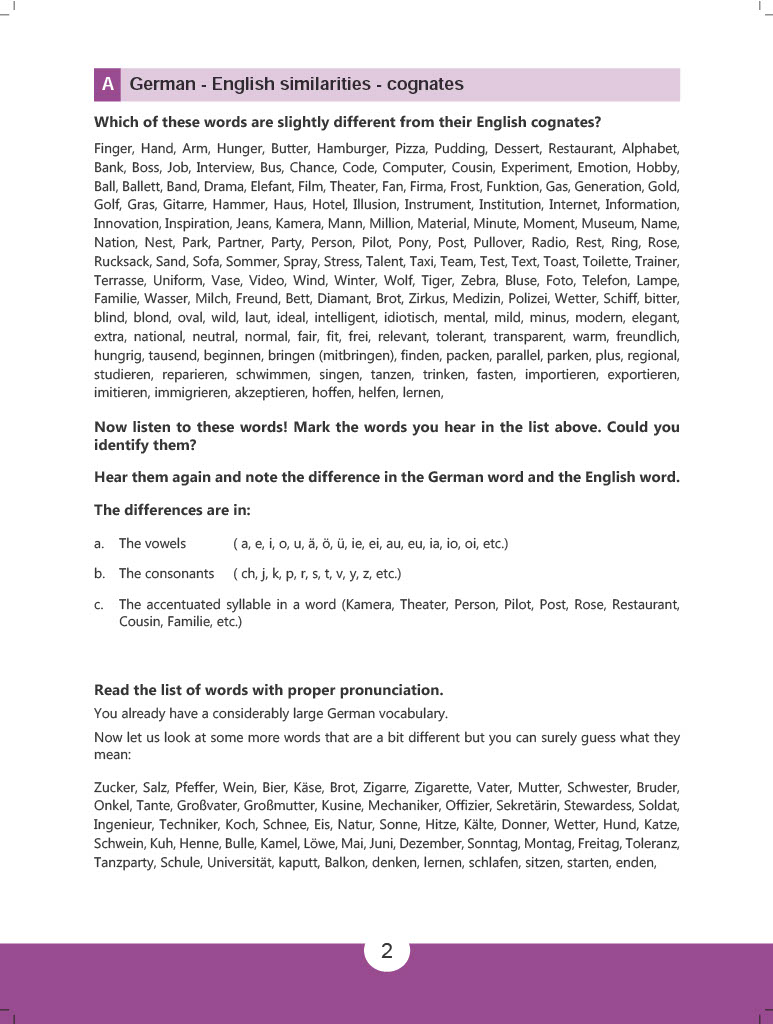 A German - English similarities - cognates
Which of these words are slightly different from their English cognates?
Finger, Hand, Arm, Hunger, Butter, Hamburger, Pizza, Pudding, Dessert, Restaurant, Alphabet,
Bank, Boss, Job, Interview, Bus, Chance, Code, Computer, Cousin, Experiment, Emotion, Hobby,
Ball, Ballett, Band, Drama, Elefant, Film, Theater, Fan, Firma, Frost, Funktion, Gas, Generation, Gold,
Golf, Gras, Gitarre, Hammer, Haus, Hotel, Illusion, Instrument, Institution, Internet, Information,
Innovation, Inspiration, Jeans, Kamera, Mann, Million, Material, Minute, Moment, Museum, Name,
Nation, Nest, Park, Partner, Party, Person, Pilot, Pony, Post, Pullover, Radio, Rest, Ring, Rose,
Rucksack, Sand, Sofa, Sommer, Spray, Stress, Talent, Taxi, Team, Test, Text, Toast, Toilette, Trainer,
Terrasse, Uniform, Vase, Video, Wind, Winter, Wolf, Tiger, Zebra, Bluse, Foto, Telefon, Lampe,
Familie, Wasser, Milch, Freund, Bett, Diamant, Brot, Zirkus, Medizin, Polizei, Wetter, Schiff, bitter,
blind, blond, oval, wild, laut, ideal, intelligent, idiotisch, mental, mild, minus, modern, elegant,
extra, national, neutral, normal, fair, fit, frei, relevant, tolerant, transparent, warm, freundlich,
hungrig, tausend, beginnen, bringen (mitbringen), finden, packen, parallel, parken, plus, regional,
studieren, reparieren, schwimmen, singen, tanzen, trinken, fasten, importieren, exportieren,
imitieren, immigrieren, akzeptieren, hoffen, helfen, lernen,
Now listen to these words! Mark the words you hear in the list above. Could you
identify them?
Hear them again and note the difference in the German word and the English word.
The differences are in:
a. The vowels ( a, e, i, o, u, ä, ö, ü, ie, ei, au, eu, ia, io, oi, etc.)
b. The consonants ( ch, j, k, p, r, s, t, v, y, z, etc.)
c. The accentuated syllable in a word (Kamera, Theater, Person, Pilot, Post, Rose, Restaurant,
Cousin, Familie, etc.)
Read the list of words with proper pronunciation.
You already have a considerably large German vocabulary.
Now let us look at some more words that are a bit different but you can surely guess what they
mean:
Zucker, Salz, Pfeffer, Wein, Bier, Käse, Brot, Zigarre, Zigarette, Vater, Mutter, Schwester, Bruder,
Onkel, Tante, Großvater, Großmutter, Kusine, Mechaniker, Offizier, Sekretärin, Stewardess, Soldat,
Ingenieur, Techniker, Koch, Schnee, Eis, Natur, Sonne, Hitze, Kälte, Donner, Wetter, Hund, Katze,
Schwein, Kuh, Henne, Bulle, Kamel, Löwe, Mai, Juni, Dezember, Sonntag, Montag, Freitag, Toleranz,
Tanzparty, Schule, Universität, kaputt, Balkon, denken, lernen, schlafen, sitzen, starten, enden,
2